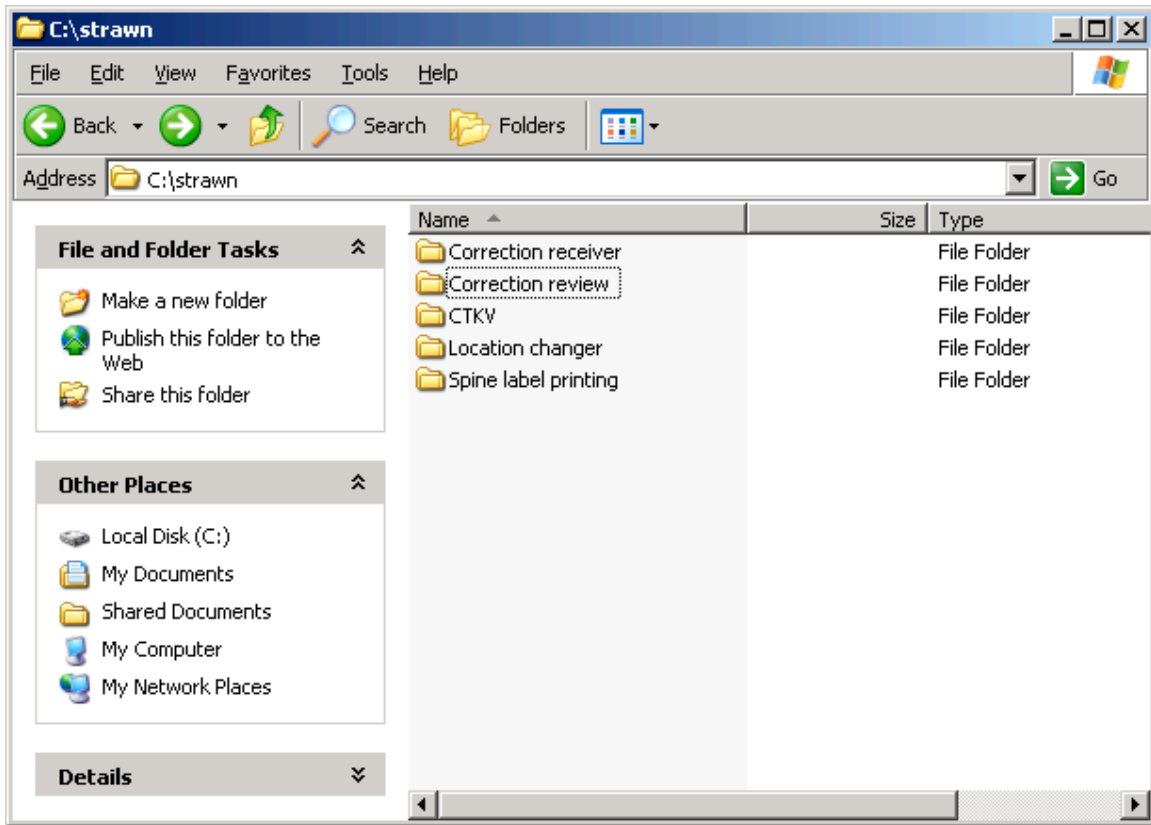 C:\strawn
File Edit View Favorites Tools Help
Back Search Folders
Address C:\strawn Go
Name Size Type
File and Folder Tasks
Make a new folder
Publish this folder to the
Web
Share this folder
Other Places
Local Disk (C:)
My Documents
Shared Documents
My Computer
My Network Places
Details
Correction receiver File Folder
Correction review File Folder
CTKV File Folder
Location changer File Folder
Spine label printing File Folder